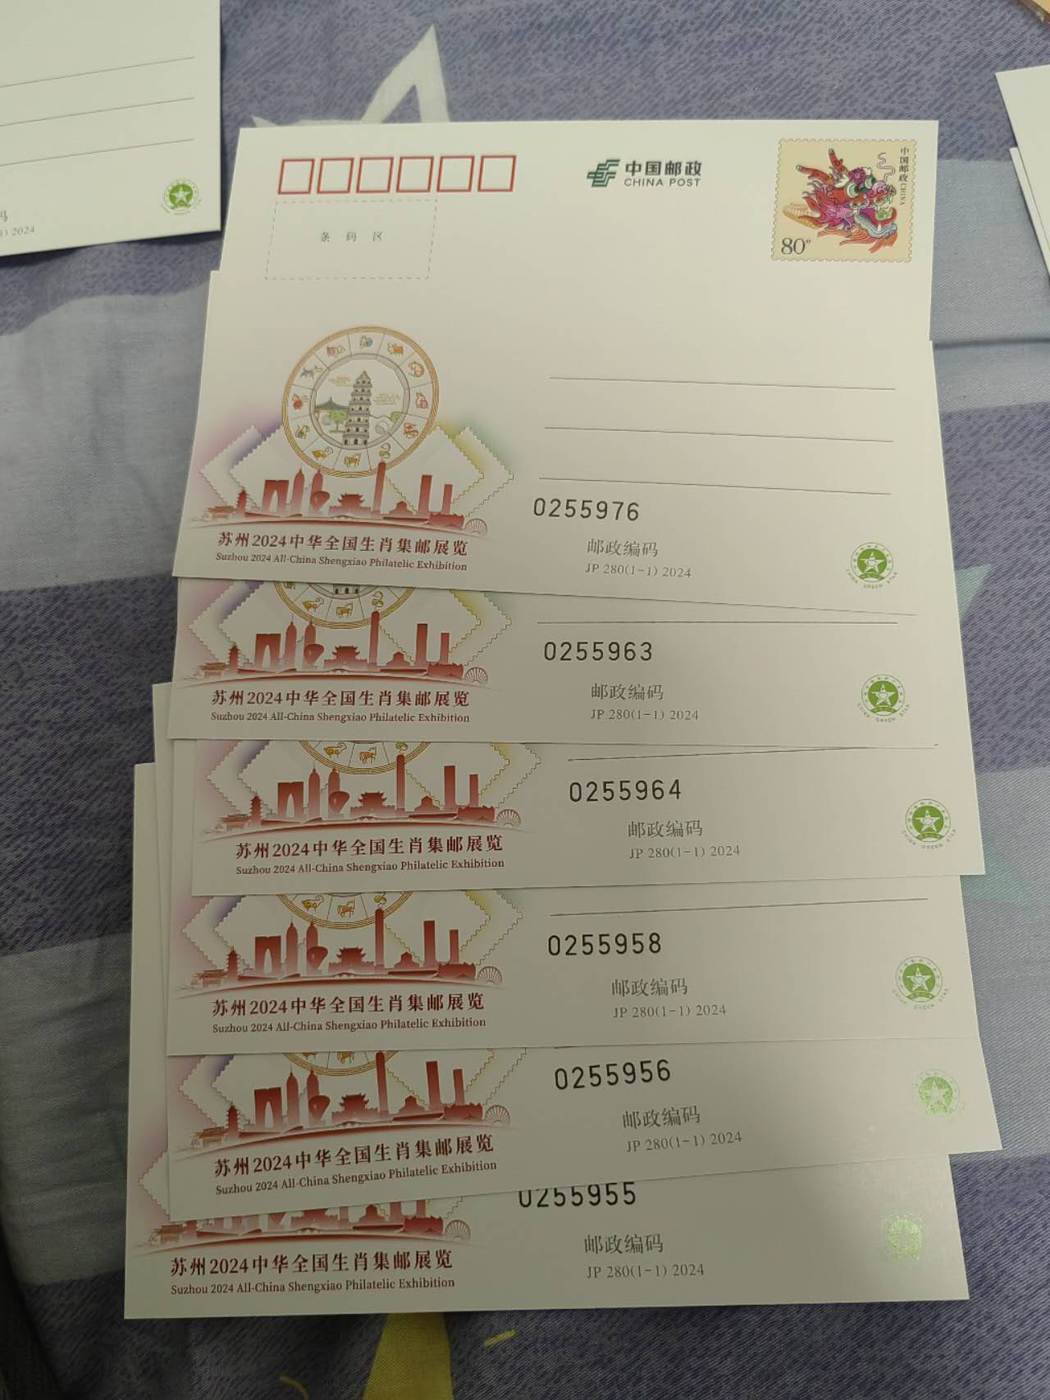 中国邮政
CHINA POST
中国邮政
CHINA
80分
条 码 区
苏州2024中华全国生肖集邮展览
Suzhou 2024 All-China Shengxiao Philatelic Exhibition
0255976
邮政编码
JP 280(1-1) 2024
苏州2024中华全国生肖集邮展览
Suzhou 2024 All-China Shengxiao Philatelic Exhibition
0255963
邮政编码
JP 280(1-1) 2024
苏州2024中华全国生肖集邮展览
Suzhou 2024 All-China Shengxiao Philatelic Exhibition
0255964
邮政编码
JP 280(1-1) 2024
苏州2024中华全国生肖集邮展览
Suzhou 2024 All-China Shengxiao Philatelic Exhibition
0255958
邮政编码
JP 280(1-1) 2024
苏州2024中华全国生肖集邮展览
Suzhou 2024 All-China Shengxiao Philatelic Exhibition
0255956
邮政编码
JP 280(1-1) 2024
苏州2024中华全国生肖集邮展览
Suzhou 2024 All-China Shengxiao Philatelic Exhibition
0255955
邮政编码
JP 280(1-1) 2024
码
2024